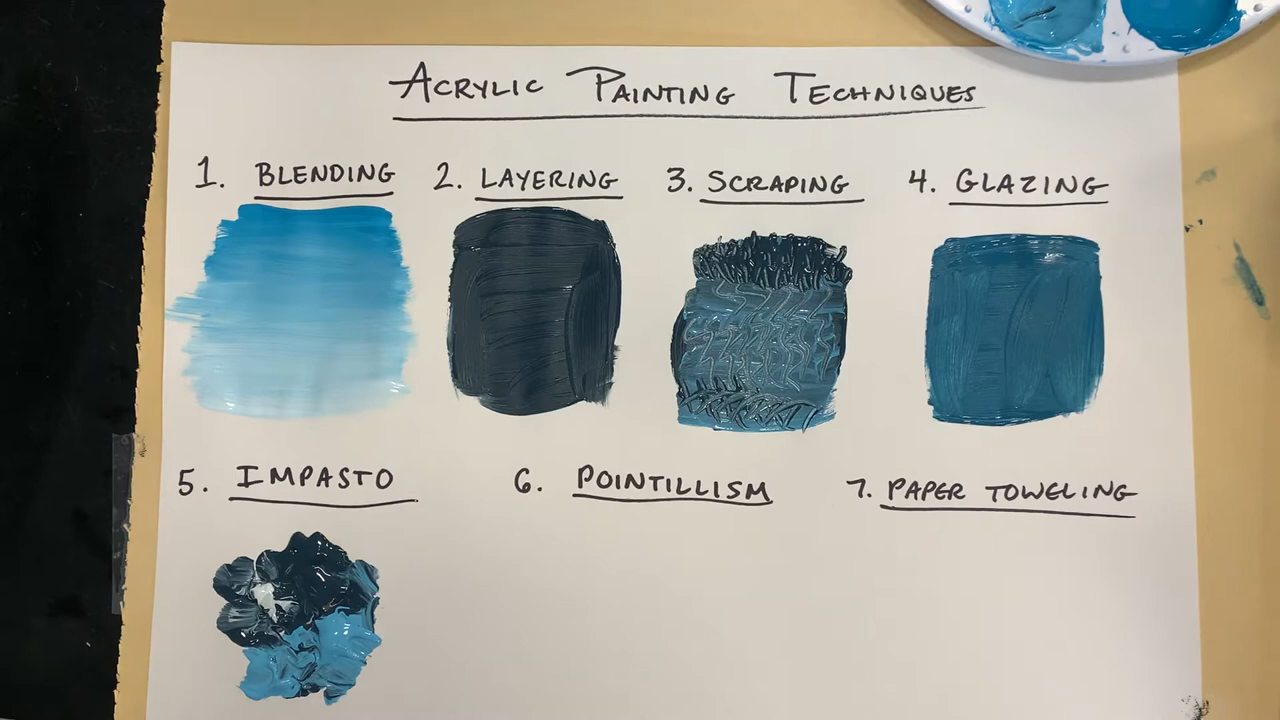 ACRYLIC PAINTING TECHNIQUES
1. BLENDING
2. LAYERING
3. SCRAPING
4. GLAZING
5. IMPASTO
6. POINTILLISM
7. PAPER TOWELING